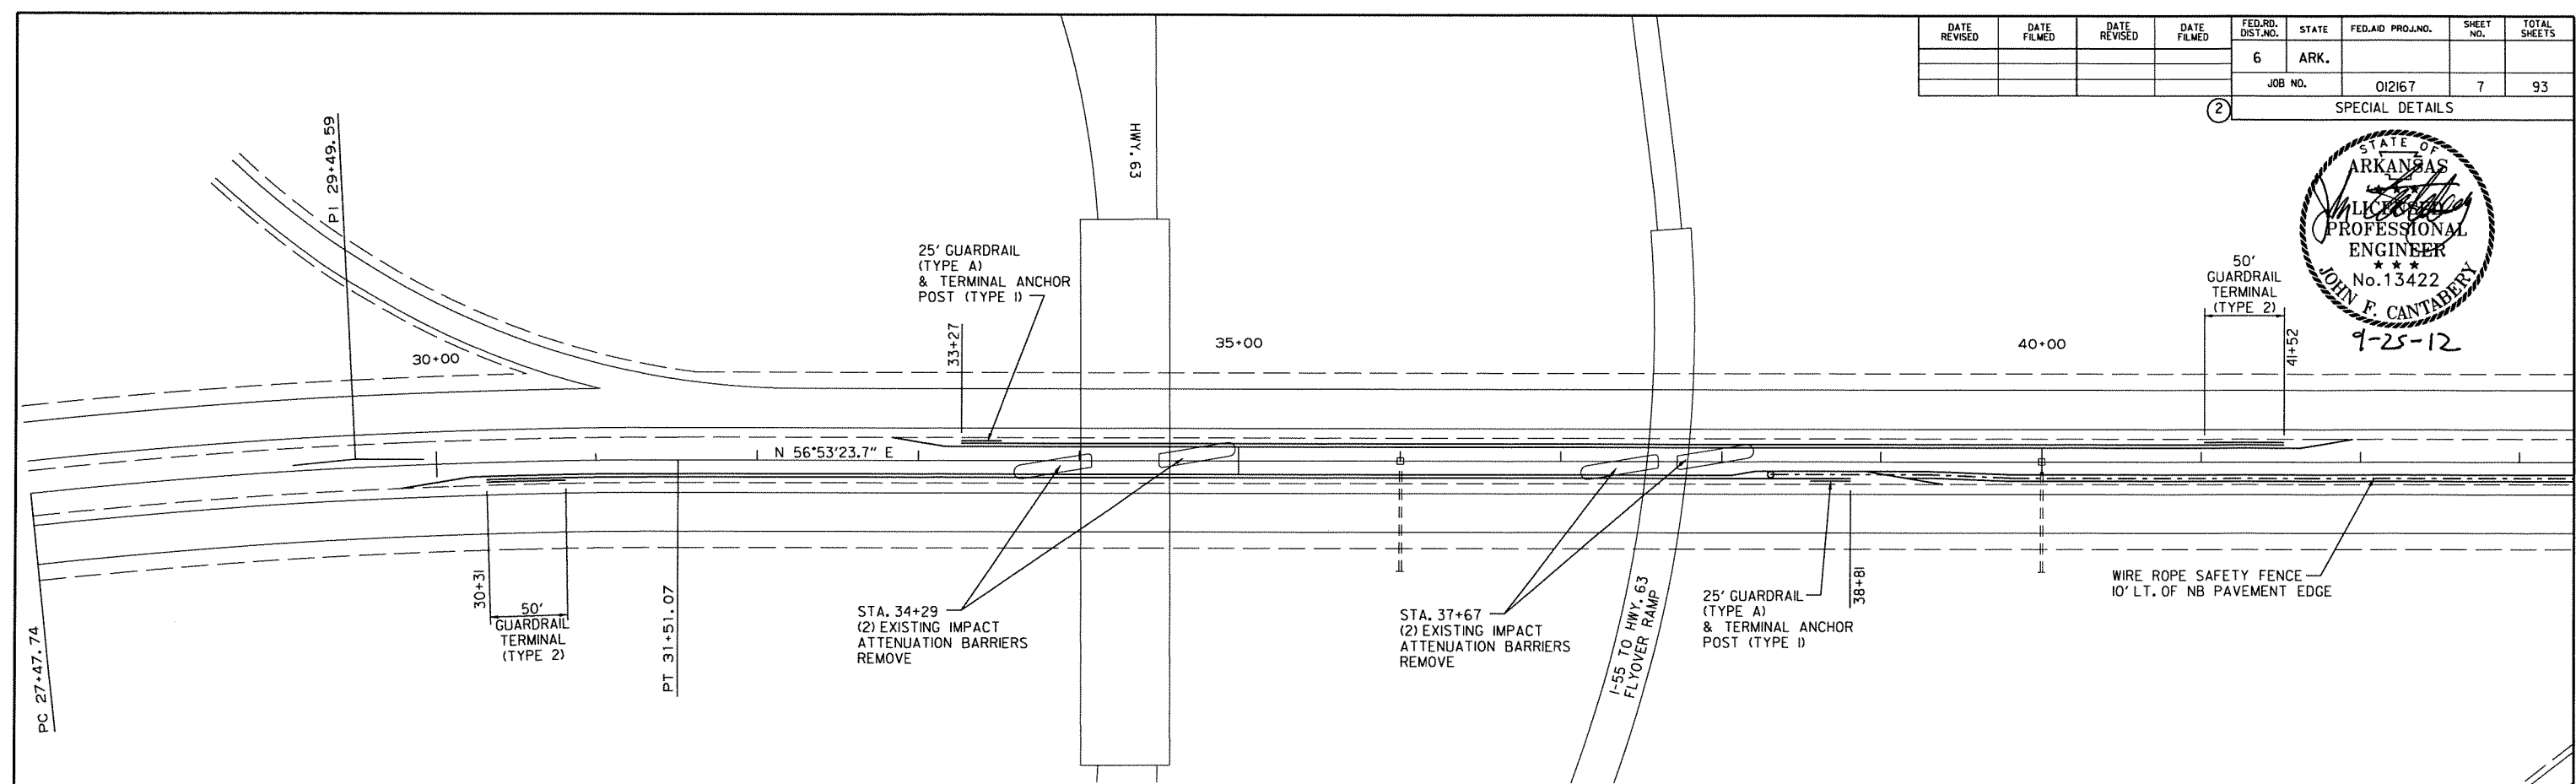 DATE REVISED
DATE FILMED
DATE REVISED
DATE FILMED
FED.RD. DIST.NO.
STATE
FED.AID PROJ.NO.
SHEET NO.
TOTAL SHEETS
6
ARK.
JOB NO.
012167
7
93
2
SPECIAL DETAILS
STATE OF
ARKANSAS
★ ★ ★
LICENSED
PROFESSIONAL
ENGINEER
★ ★ ★
No.13422
JOHN F. CANTABERY
9-25-12
PI 29+49.59
HWY. 63
25' GUARDRAIL
(TYPE A)
& TERMINAL ANCHOR
POST (TYPE 1)
50'
GUARDRAIL
TERMINAL
(TYPE 2)
33+27
41+52
30+00
35+00
40+00
N 56°53'23.7" E
PC 27+47.74
30+31
50'
GUARDRAIL
TERMINAL
(TYPE 2)
PT 31+51.07
STA. 34+29
(2) EXISTING IMPACT
ATTENUATION BARRIERS
REMOVE
STA. 37+67
(2) EXISTING IMPACT
ATTENUATION BARRIERS
REMOVE
I-55 TO HWY. 63
FLYOVER RAMP
25' GUARDRAIL
(TYPE A)
& TERMINAL ANCHOR
POST (TYPE 1)
38+81
WIRE ROPE SAFETY FENCE
10' LT. OF NB PAVEMENT EDGE